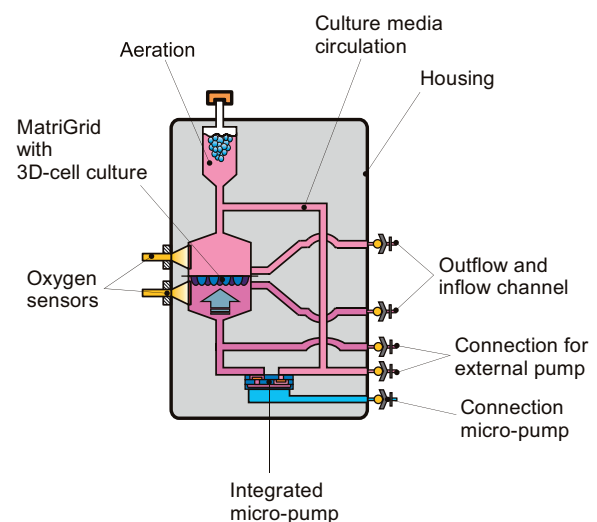 Culture media
circulation
Aeration
Housing
MatriGrid
with
3D-cell culture
Oxygen
sensors
Outflow and
inflow channel
Connection for
external pump
Connection
micro-pump
Integrated
micro-pump